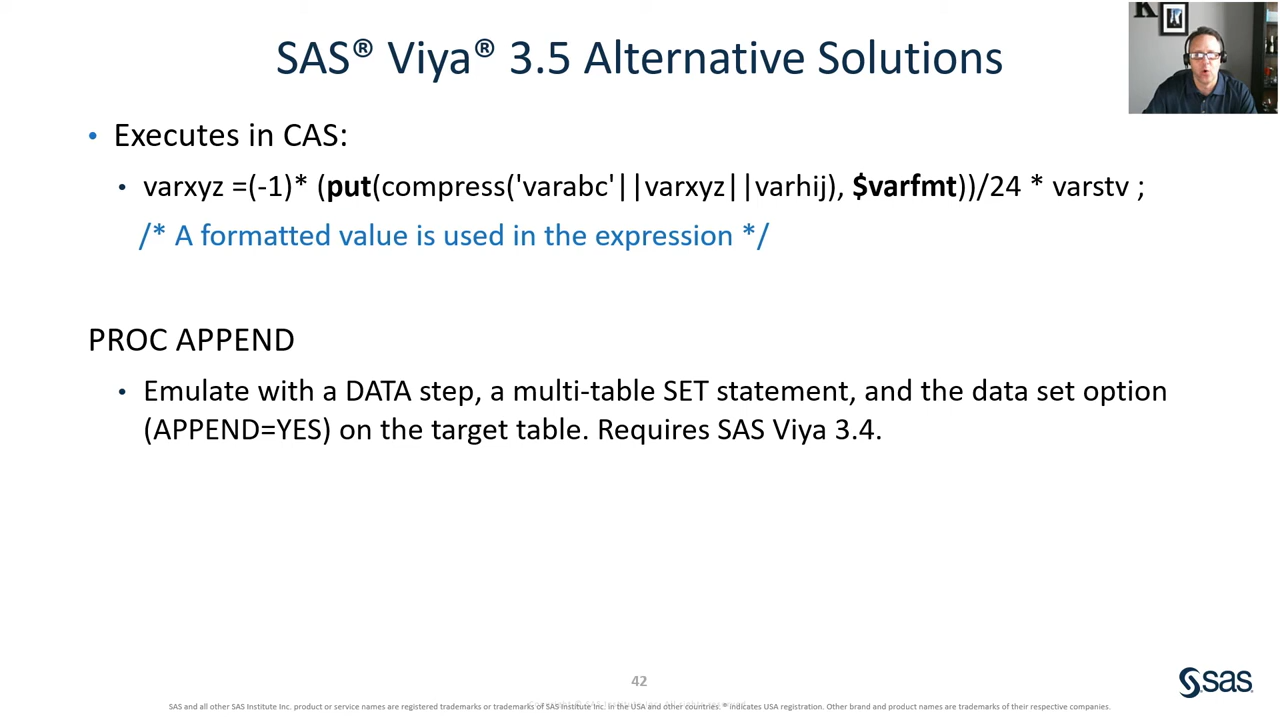 SAS® Viya® 3.5 Alternative Solutions
• Executes in CAS:
• varxyz =(-1)* (put(compress('varabc'||varxyz||varhij), $varfmt))/24 * varstv ;
/* A formatted value is used in the expression */
PROC APPEND
• Emulate with a DATA step, a multi-table SET statement, and the data set option
(APPEND=YES) on the target table. Requires SAS Viya 3.4.
42
SAS and all other SAS Institute Inc. product or service names are registered trademarks or trademarks of SAS Institute Inc. in the USA and other countries. ® indicates USA registration. Other brand and product names are trademarks of their respective companies.
sas